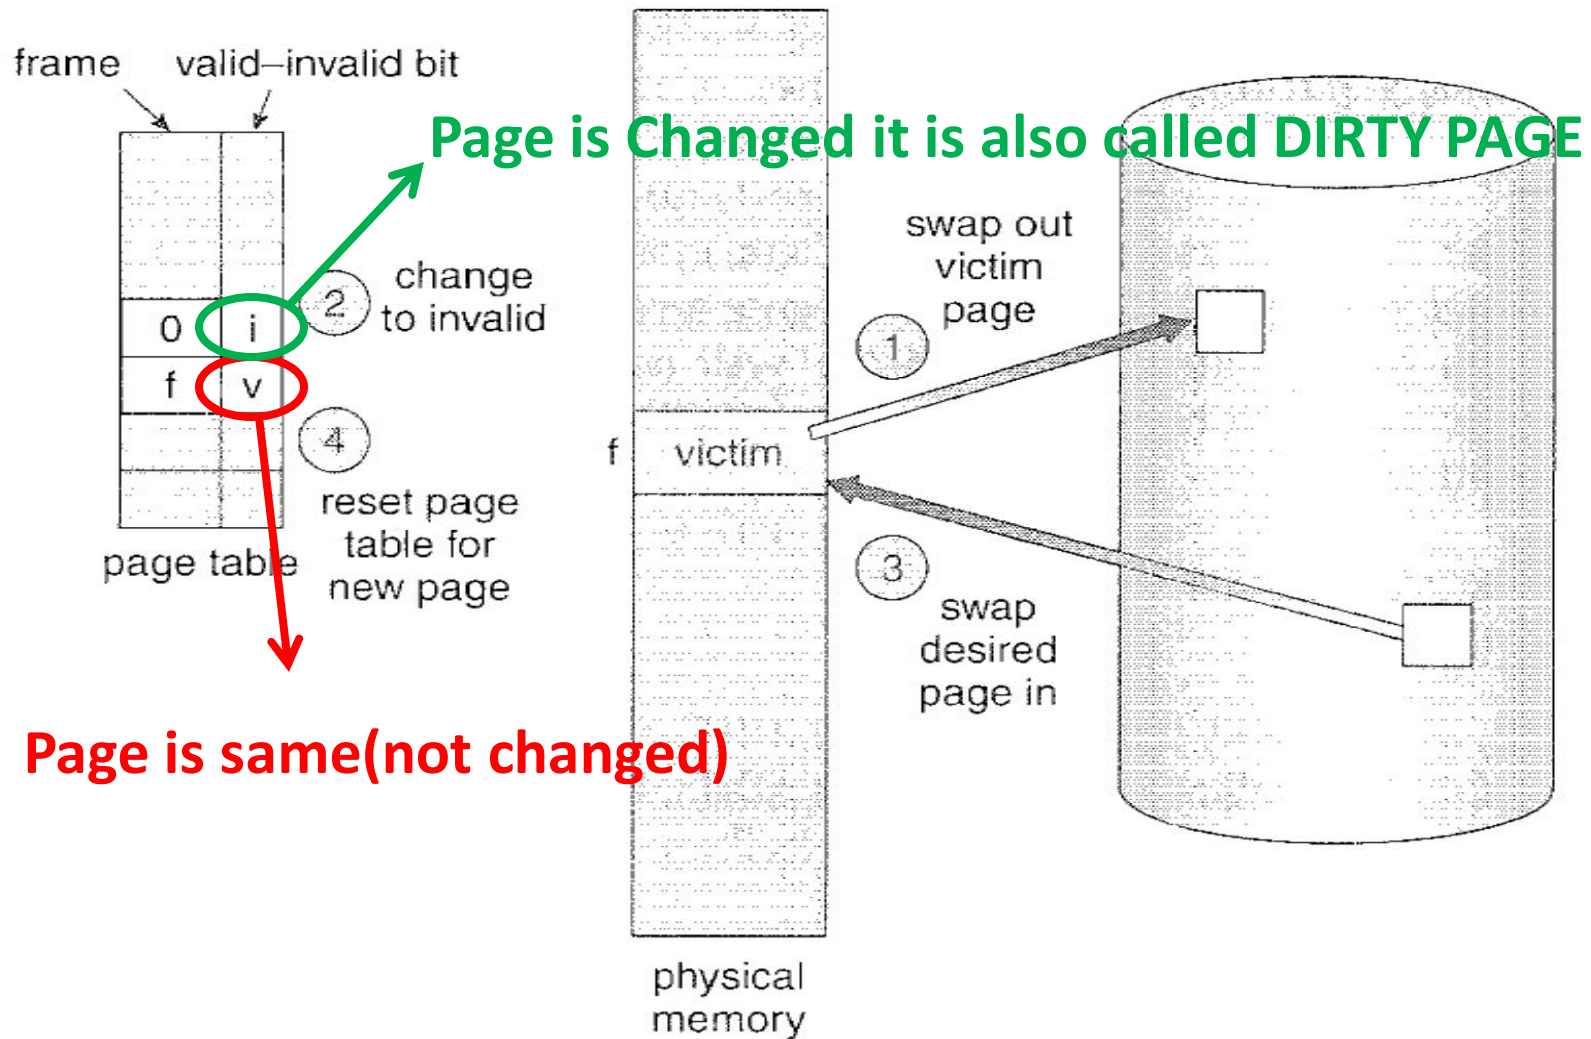 frame
valid–invalid bit
Page is Changed it is also called DIRTY PAGE
2
change
to invalid
0
i
f
v
4
reset page
table for
new page
page table
Page is same(not changed)
swap out
victim
page
1
f
victim
3
swap
desired
page in
physical
memory